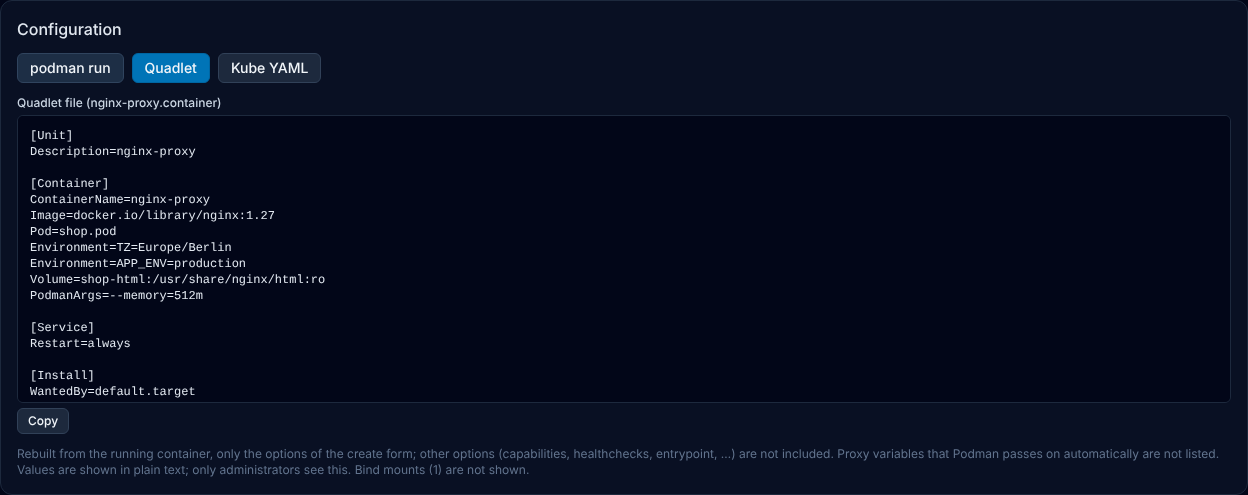 Configuration
podman run
Quadlet
Kube YAML
Quadlet file (nginx-proxy.container)
[Unit]
Description=nginx-proxy
[Container]
ContainerName=nginx-proxy
Image=docker.io/library/nginx:1.27
Pod=shop.pod
Environment=TZ=Europe/Berlin
Environment=APP_ENV=production
Volume=shop-html:/usr/share/nginx/html:ro
PodmanArgs=--memory=512m
[Service]
Restart=always
[Install]
WantedBy=default.target
Copy
Rebuilt from the running container, only the options of the create form; other options (capabilities, healthchecks, entrypoint, ...) are not included. Proxy variables that Podman passes on automatically are not listed.
Values are shown in plain text; only administrators see this. Bind mounts (1) are not shown.